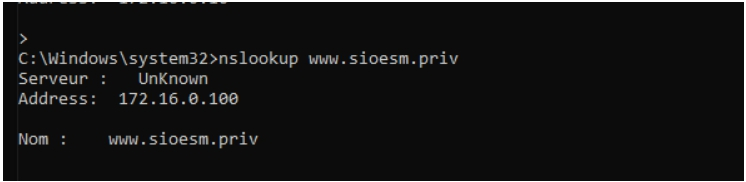 >
C:\Windows\system32>nslookup www.sioesm.priv
Serveur :   UnKnown
Address:  172.16.0.100
Nom :    www.sioesm.priv